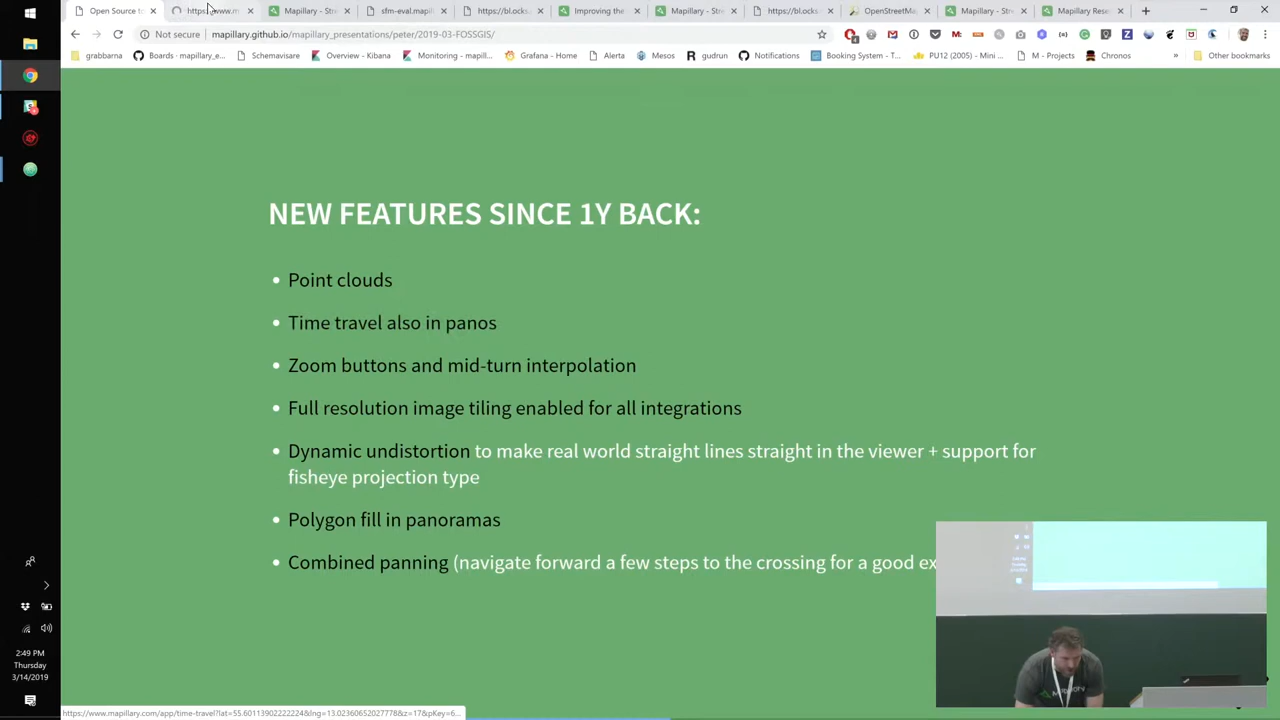 Open Source to
https://www.m
Mapillary - Stre
sfm-eval.mapil
https://bl.ocks.
Improving the
Mapillary - Stre
https://bl.ocks.
OpenStreetMa
Mapillary - Stre
Mapillary Rese
Not secure
mapillary.github.io/mapillary_presentations/peter/2019-03-FOSSGIS/
grabbarna
Boards · mapillary_e...
Schemavisare
Overview - Kibana
Monitoring - mapill...
Grafana - Home
Alerta
Mesos
gudrun
Notifications
Booking System - T...
PU12 (2005) - Mini ...
M - Projects
Chronos
»
Other bookmarks
NEW FEATURES SINCE 1Y BACK:
• Point clouds
• Time travel also in panos
• Zoom buttons and mid-turn interpolation
• Full resolution image tiling enabled for all integrations
• Dynamic undistortion to make real world straight lines straight in the viewer + support for
fisheye projection type
• Polygon fill in panoramas
• Combined panning (navigate forward a few steps to the crossing for a good ex
2:49 PM
Thursday
3/14/2019
https://www.mapillary.com/app/time-travel?lat=55.60113902222224&lng=13.02360652027778&z=17&pKey=6...